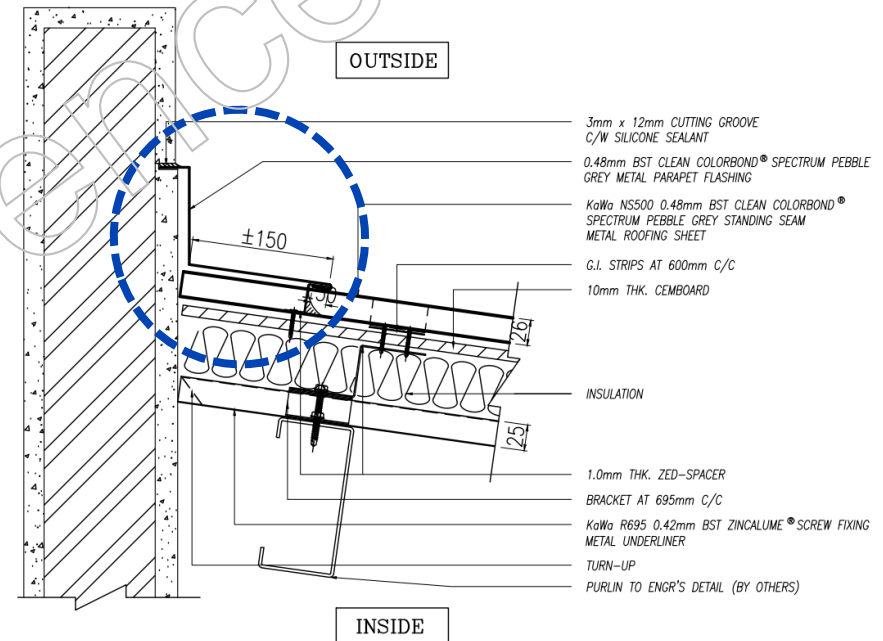 OUTSIDE
3mm x 12mm CUTTING GROOVE
C/W SILICONE SEALANT
0.48mm BST CLEAN COLORBOND® SPECTRUM PEBBLE
GREY METAL PARAPET FLASHING
KaWa NS500 0.48mm BST CLEAN COLORBOND®
SPECTRUM PEBBLE GREY STANDING SEAM
METAL ROOFING SHEET
±150
G.I. STRIPS AT 600mm C/C
10mm THK. CEMBOARD
26
INSULATION
25
1.0mm THK. ZED-SPACER
BRACKET AT 695mm C/C
KaWa R695 0.42mm BST ZINCALUME® SCREW FIXING
METAL UNDERLINER
TURN-UP
PURLIN TO ENGR'S DETAIL (BY OTHERS)
INSIDE
ence